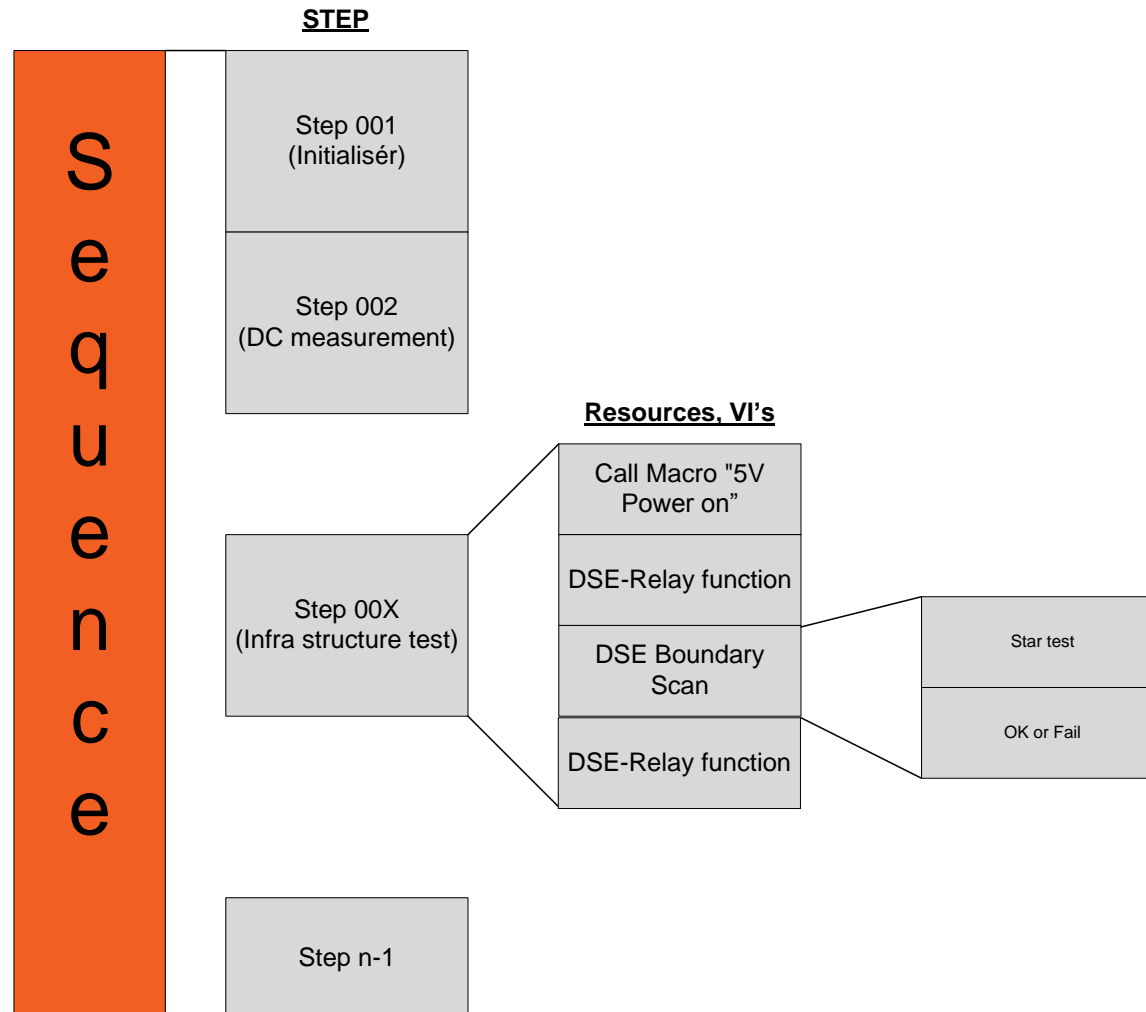 STEP
Sequence
Step 001
(Initialisér)
Step 002
(DC measurement)
Resources, VI's
Call Macro "5V
Power on”
DSE-Relay function
Step 00X
(Infra structure test)
DSE Boundary
Scan
Star test
OK or Fail
DSE-Relay function
Step n-1